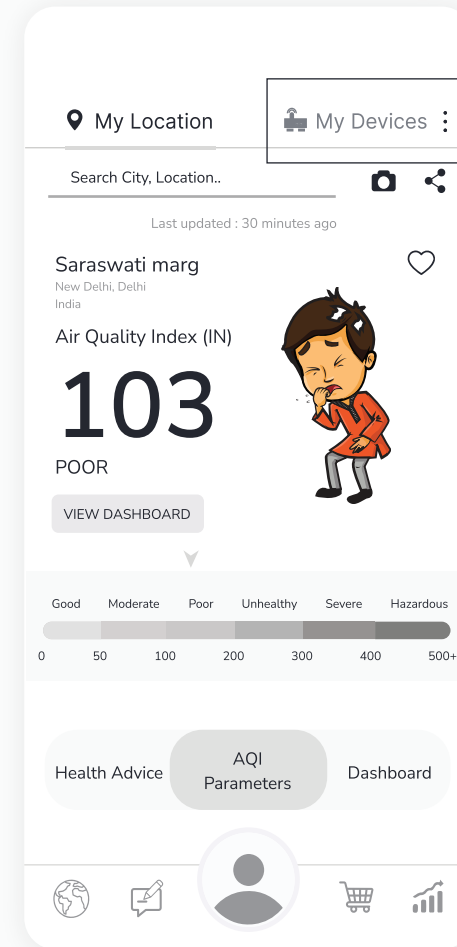 My Location My Devices
Search City, Location..
Last updated : 30 minutes ago
Saraswati marg
New Delhi, Delhi
India
Air Quality Index (IN)
103
POOR
VIEW DASHBOARD
Good Moderate Poor Unhealthy Severe Hazardous
0 50 100 200 300 400 500+
Health Advice AQI Parameters Dashboard